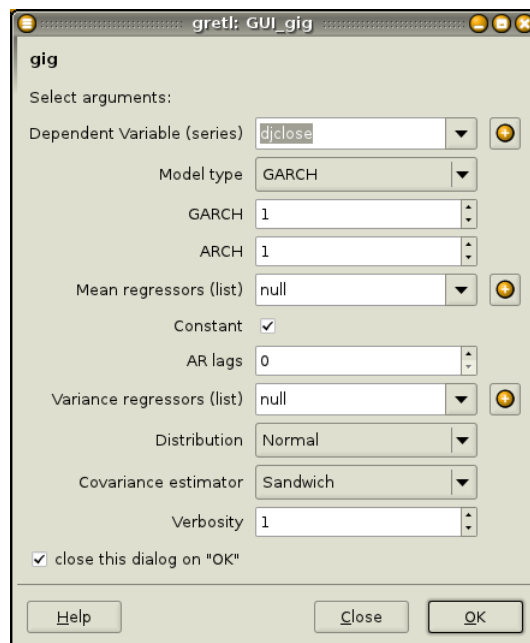 gretl: GUI_gig
gig
Select arguments:
Dependent Variable (series) djclose
Model type GARCH
GARCH 1
ARCH 1
Mean regressors (list) null
Constant
AR lags 0
Variance regressors (list) null
Distribution Normal
Covariance estimator Sandwich
Verbosity 1
close this dialog on "OK"
Help Close OK